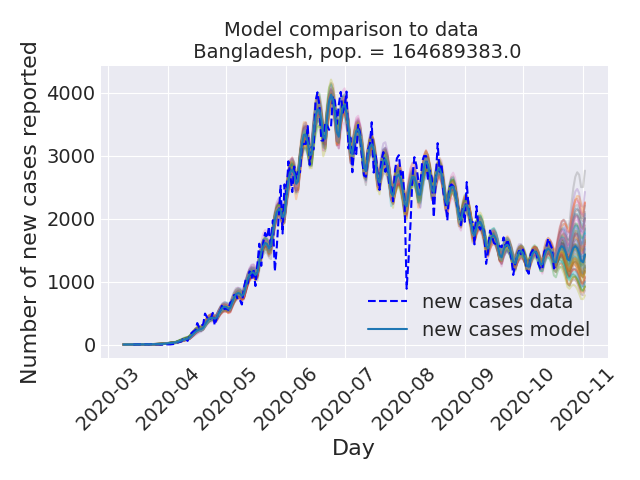 Model comparison to data
Bangladesh, pop. = 164689383.0
Number of new cases reported
4000
3000
2000
1000
0
new cases data
new cases model
2020-03
2020-04
2020-05
2020-06
2020-07
2020-08
2020-09
2020-10
2020-11
Day